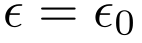 ϵ = ϵ₀